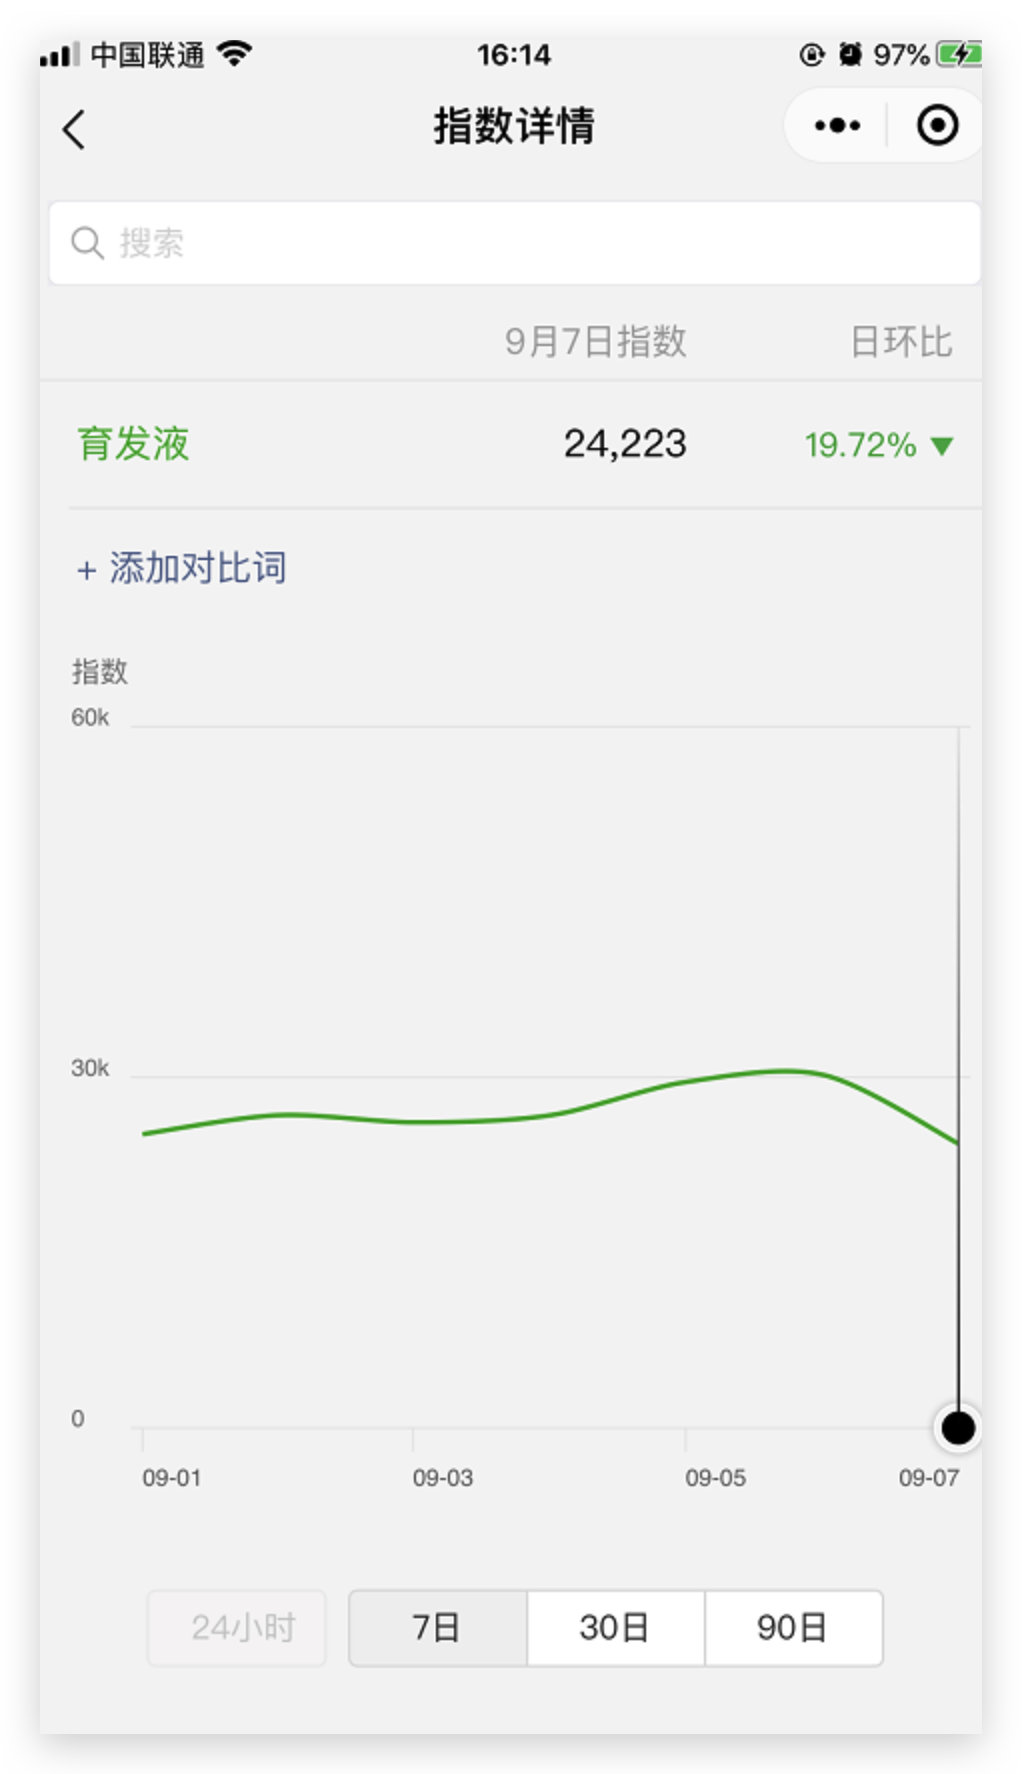 中国联通 16:14 97%
指数详情
搜索
9月7日指数 日环比
育发液 24,223 19.72% ▼
+ 添加对比词
指数
60k
30k
0
09-01 09-03 09-05 09-07
24小时 7日 30日 90日